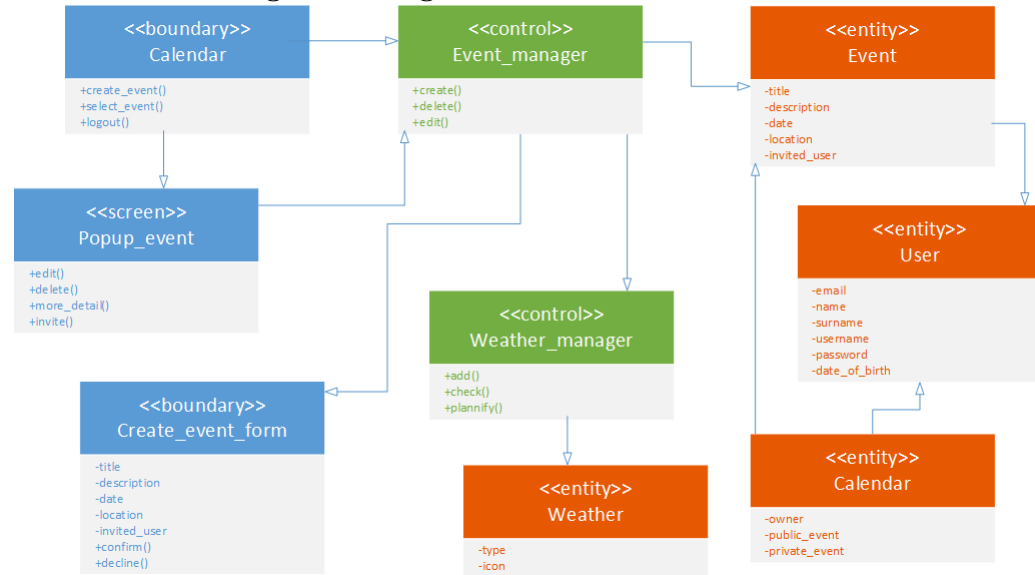 <<boundary>>
Calendar
+create_event()
+select_event()
+logout()
<<control>>
Event_manager
+create()
+delete()
+edit()
<<entity>>
Event
-title
-description
-date
-location
-invited_user
<<screen>>
Popup_event
+edit()
+delete()
+more_detail()
+invite()
<<entity>>
User
-email
-name
-surname
-username
-password
-date_of_birth
<<control>>
Weather_manager
+add()
+check()
+plannify()
<<boundary>>
Create_event_form
-title
-description
-date
-location
-invited_user
+confirm()
+decline()
<<entity>>
Weather
-type
-icon
<<entity>>
Calendar
-owner
-public_event
-private_event